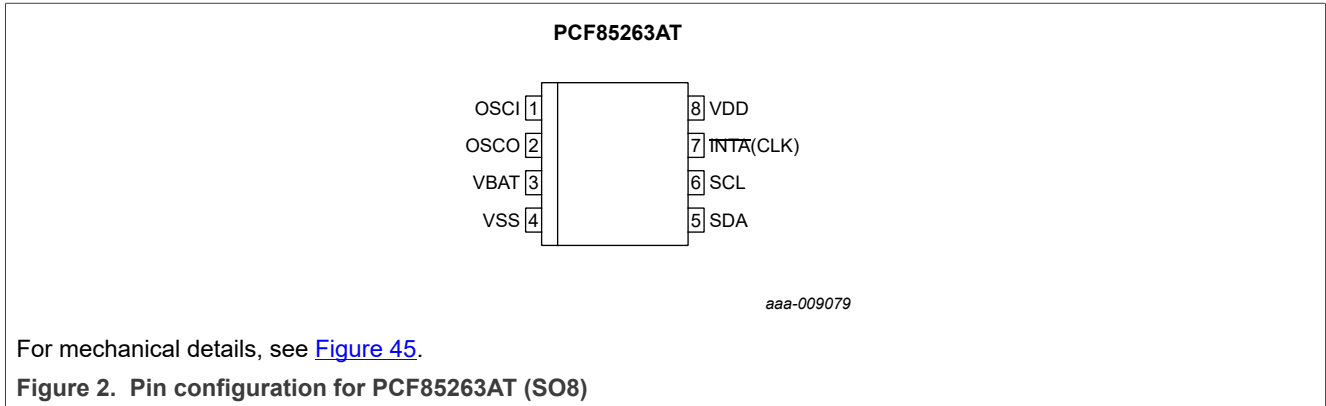 PCF85263AT
OSCI 1 8 VDD
OSCO 2 7 INTA(CLK)
VBAT 3 6 SCL
VSS 4 5 SDA
aaa-009079
For mechanical details, see Figure 45.
Figure 2. Pin configuration for PCF85263AT (SO8)